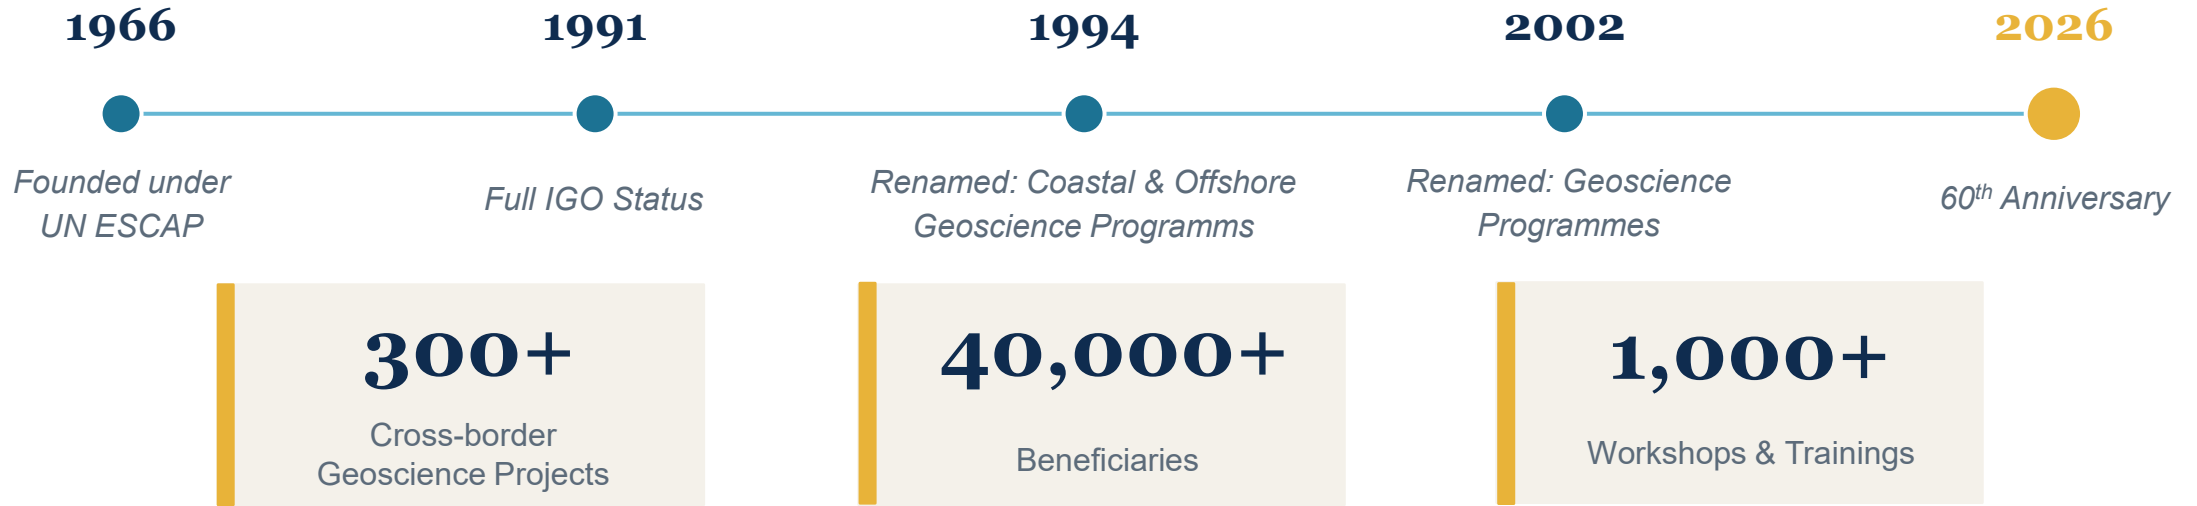 1966
1991
1994
2002
2026
Founded under
UN ESCAP
Full IGO Status
Renamed: Coastal & Offshore
Geoscience Programms
Renamed: Geoscience
Programmes
60th Anniversary
300+
Cross-border
Geoscience Projects
40,000+
Beneficiaries
1,000+
Workshops & Trainings